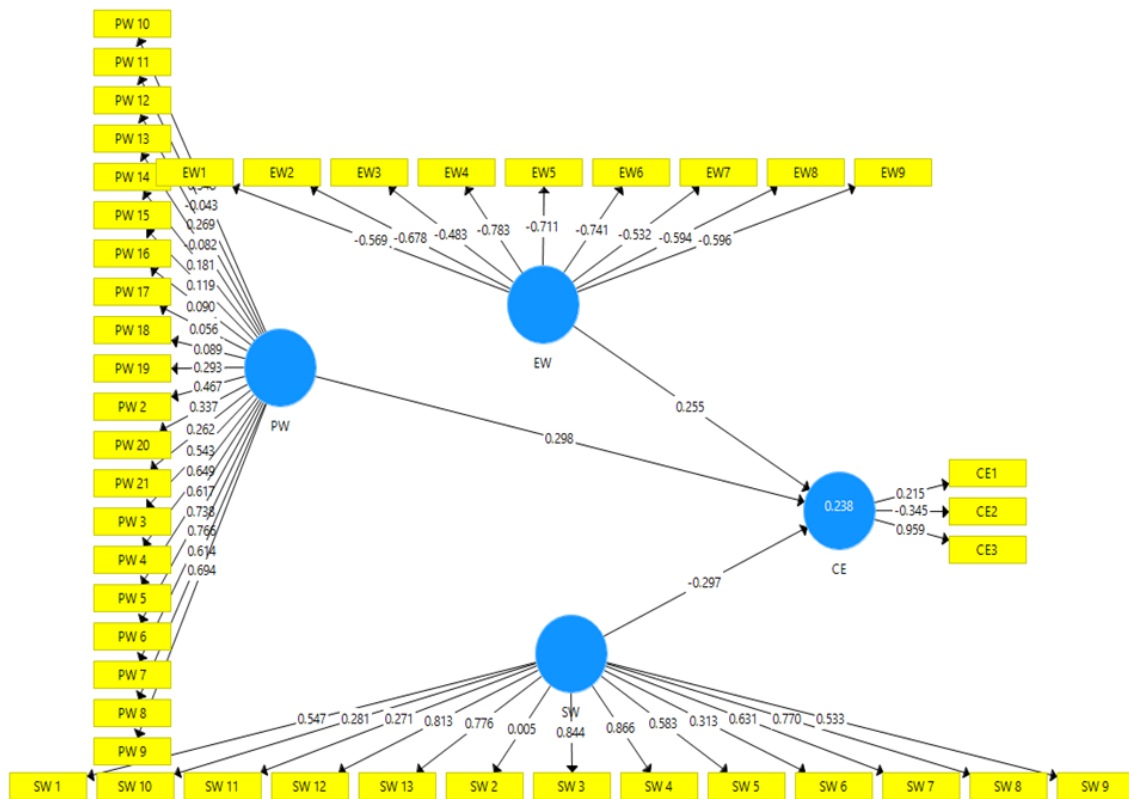 PW 10
PW 11
PW 12
PW 13
PW 14
PW 15
PW 16
PW 17
PW 18
PW 19
PW 2
PW 20
PW 21
PW 3
PW 4
PW 5
PW 6
PW 7
PW 8
PW 9
-0.043
0.269
0.082
0.181
0.119
0.090
0.056
0.089
0.293
0.467
0.337
0.262
0.543
0.649
0.617
0.738
0.766
0.614
0.694
PW
EW1 EW2 EW3 EW4 EW5 EW6 EW7 EW8 EW9
-0.569 -0.678 -0.483 -0.783 -0.711 -0.741 -0.532 -0.594 -0.596
EW
0.255
0.298
-0.297
0.238
CE
0.215
-0.345
0.959
CE1
CE2
CE3
SW
0.547 0.281 0.271 0.813 0.776 0.005 0.844 0.866 0.583 0.313 0.631 0.770 0.533
SW 1 SW 10 SW 11 SW 12 SW 13 SW 2 SW 3 SW 4 SW 5 SW 6 SW 7 SW 8 SW 9